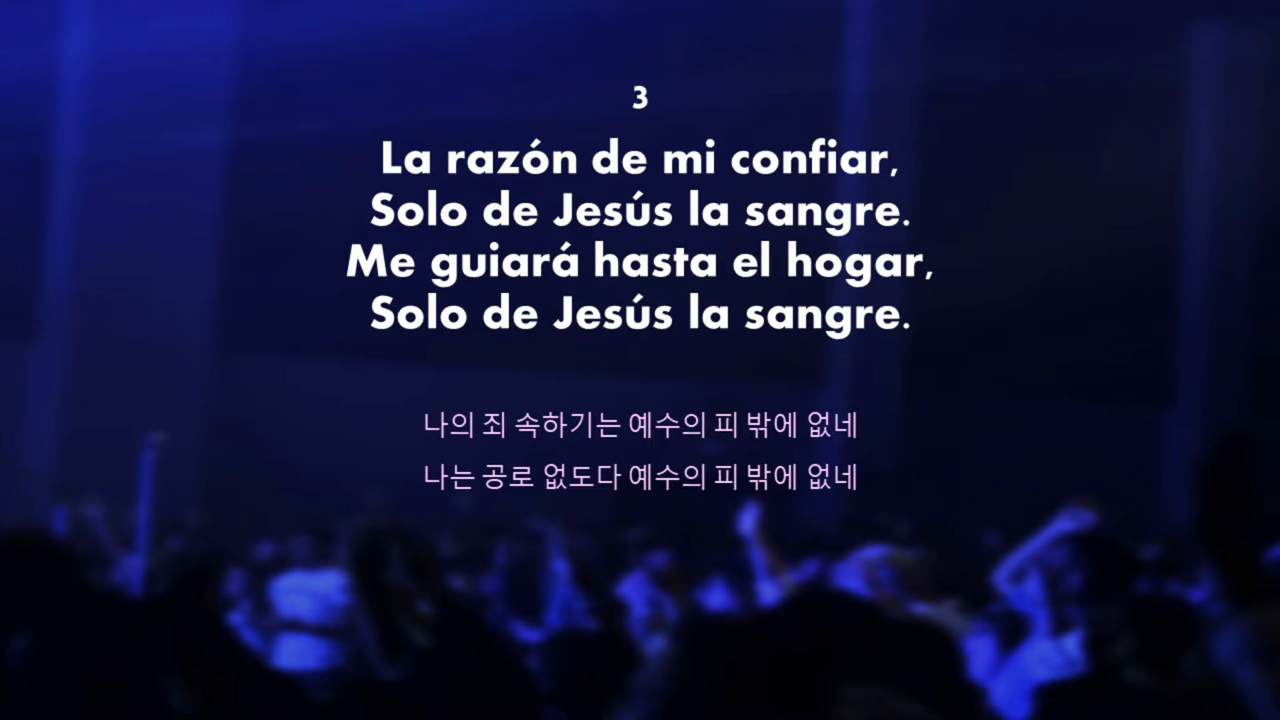 3
La razón de mi confiar,
Solo de Jesús la sangre.
Me guiará hasta el hogar,
Solo de Jesús la sangre.
나의 죄 속하기는 예수의 피 밖에 없네
나는 공로 없도다 예수의 피 밖에 없네